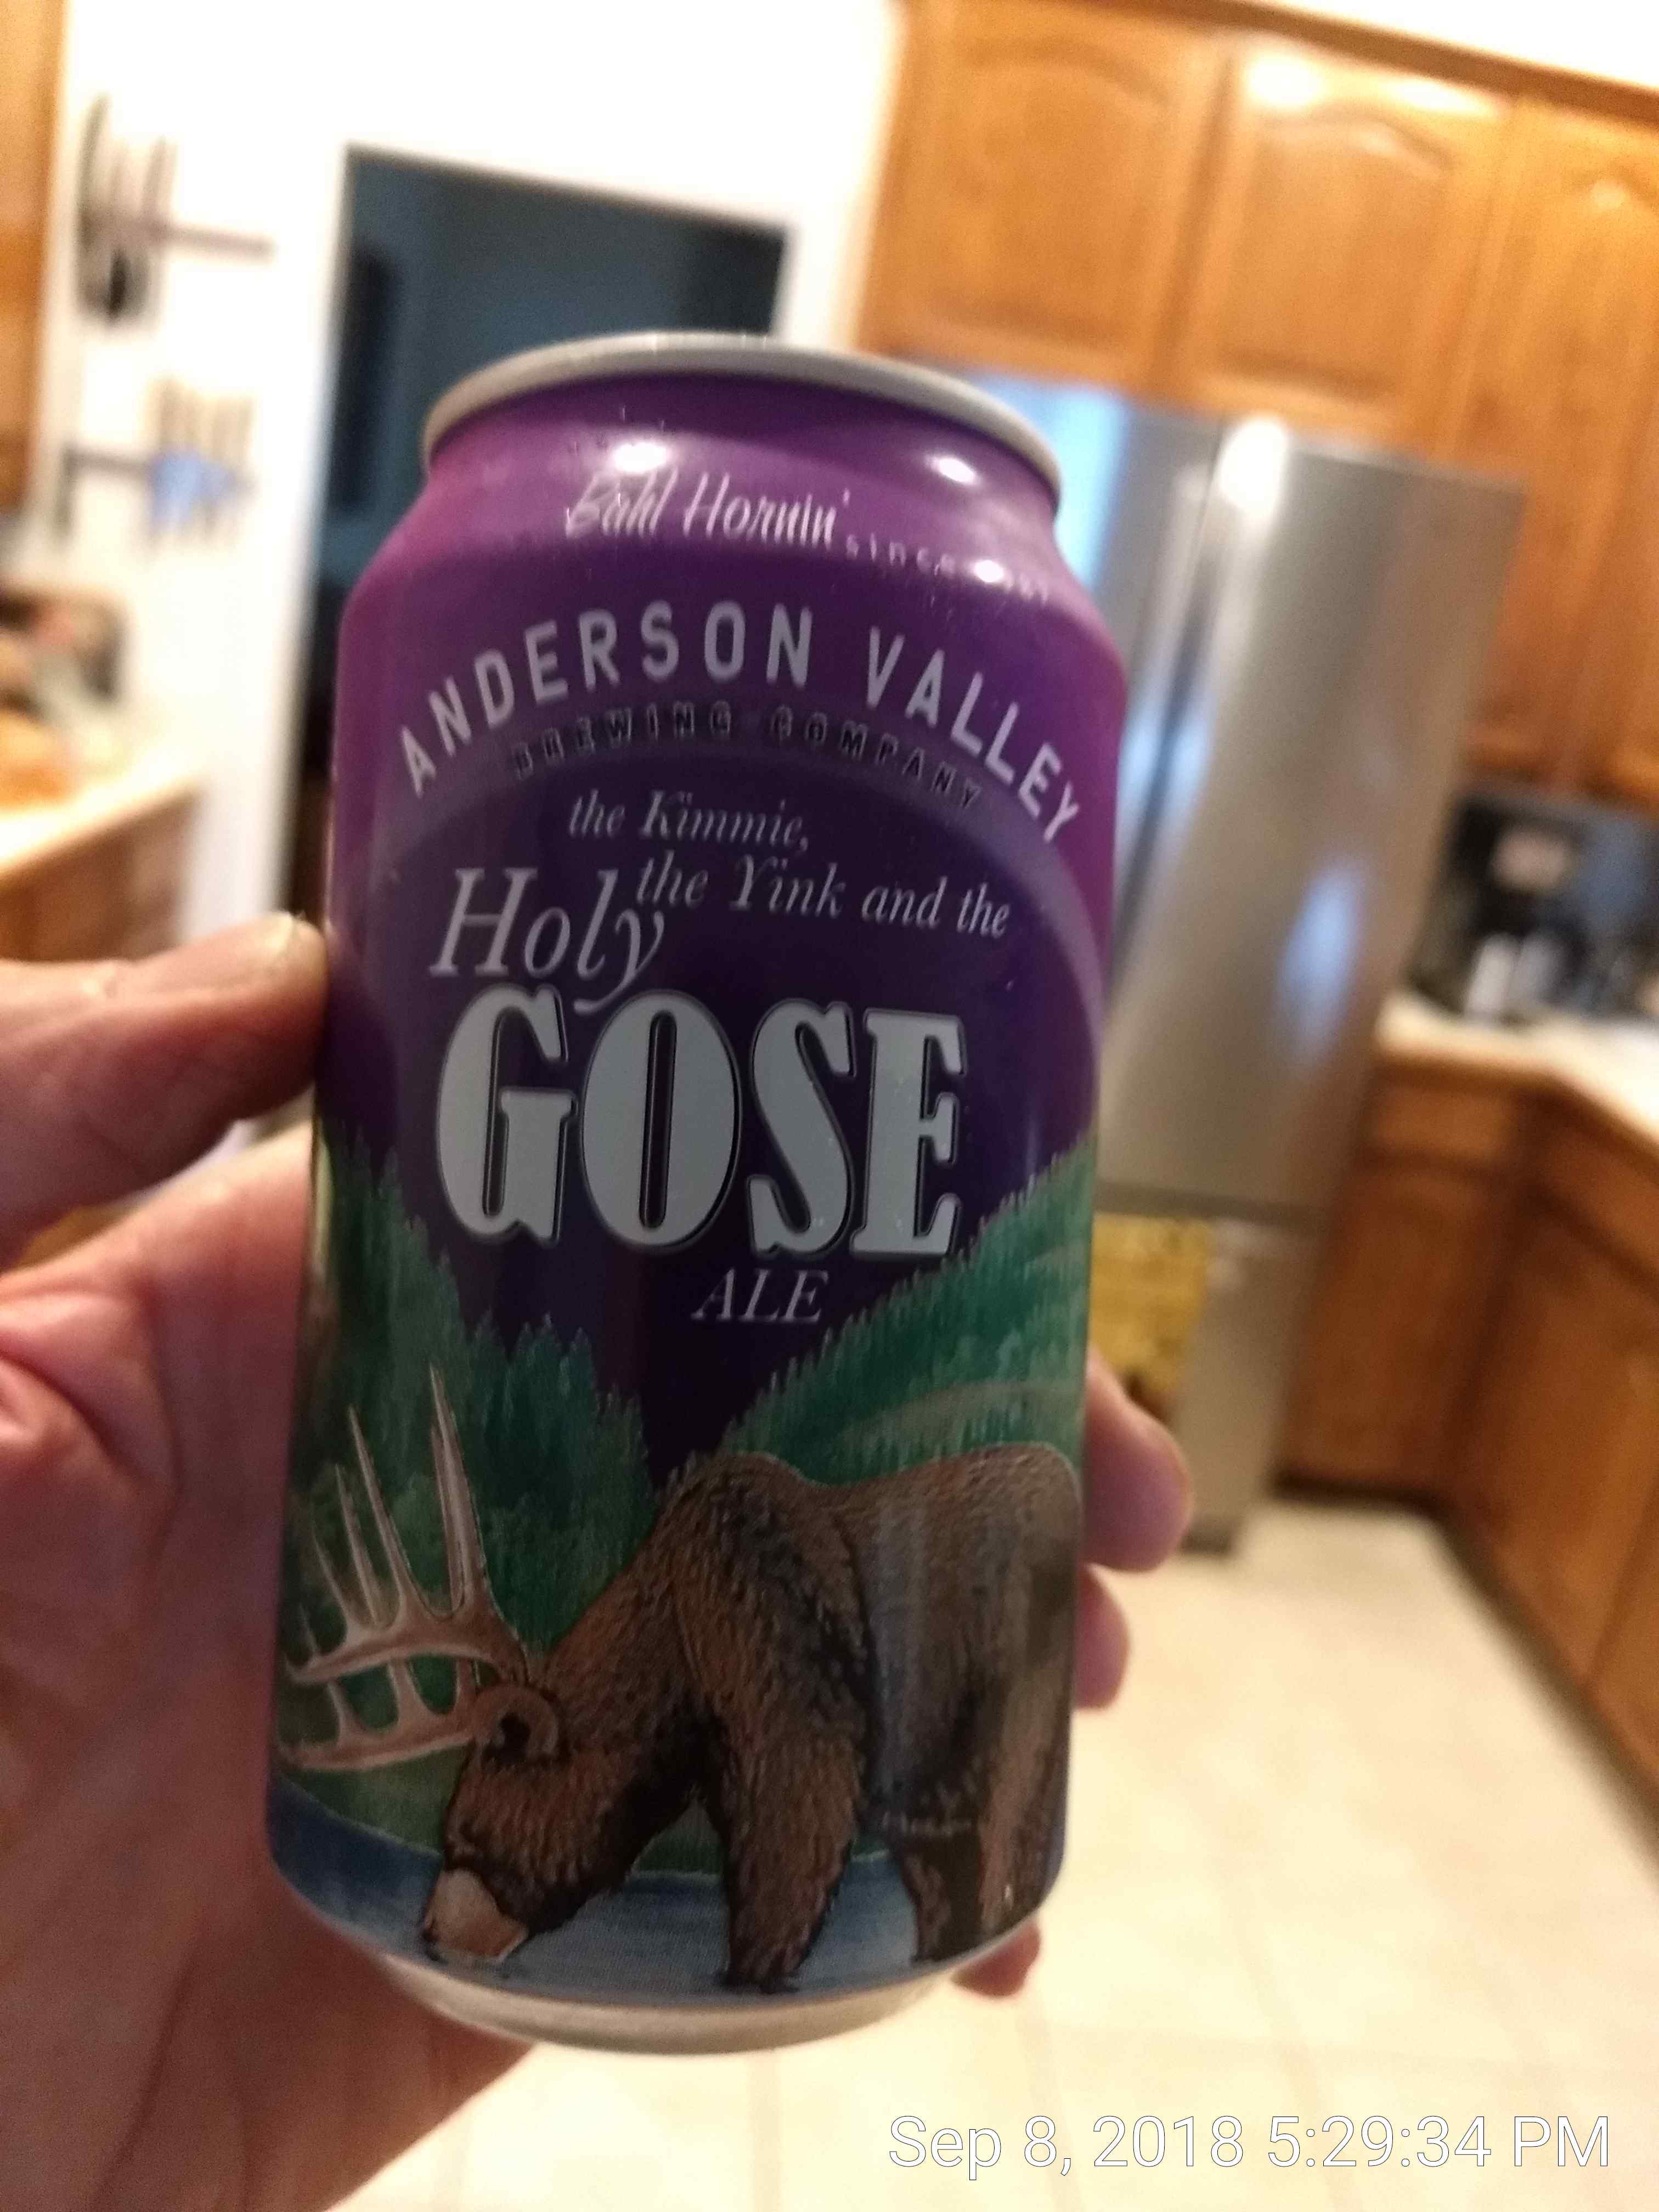 Bahl Hornin' since
ANDERSON VALLEY
BREWING COMPANY
the Kimmie,
the Yink and the
Holy
GOSE
ALE
Sep 8, 2018 5:29:34 PM